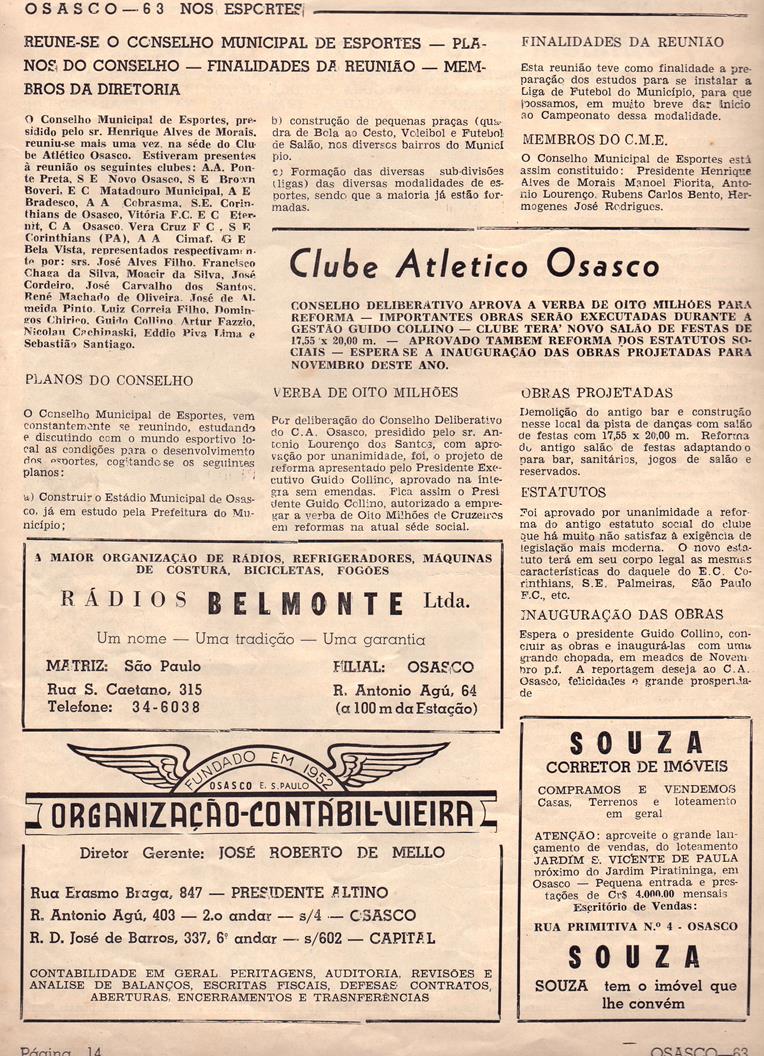 OSASCO—63 NOS ESPORTES
REUNE-SE O CONSELHO MUNICIPAL DE ESPORTES — PLA-
NOS DO CONSELHO — FINALIDADES DA REUNIÃO — MEM-
BROS DA DIRETORIA
O Conselho Municipal de Esportes, pre-
sidido pelo sr. Henrique Alves de Morais,
reuniu-se mais uma vez, na séde do Clu
be Atlético Osasco. Estiveram presentes
à reunião os seguintes clubes: A.A. Pon-
te Preta, S E Novo Osasco, S E Brown
Boveri, E C Matadouro Municipal, A E
Bradesco, A A Cobrasma, S.E. Corin-
thians de Osasco, Vitória F.C. E C Eter-
nit, C A Osasco, Vera Cruz F C , S E
Corinthians (PA), A A Cimaf, G E
Bela Vista, representados respectivamen-
te por: srs. José Alves Filho, Francisco
Chaga da Silva, Moacir da Silva, José
Cordeiro, José Carvalho dos Santos,
René Machado de Oliveira, José de Al-
meida Pinto, Luiz Correia Filho, Domin-
gos Chirico, Guido Collino, Artur Fazzio,
Nicolau Cachinaski, Eddio Piva Lima e
Sebastião Santiago.
PLANOS DO CONSELHO
O Conselho Municipal de Esportes, vem
constantemente se reunindo, estudando
e discutindo com o mundo esportivo lo-
cal as condições para o desenvolvimento
dos esportes, cogitando-se os seguintes
planos:
a) Construir o Estádio Municipal de Osas-
co, já em estudo pela Prefeitura do Mu-
nicípio;
b) construção de pequenas praças (qua-
dra de Bola ao Cesto, Voleibol e Futebol
de Salão, nos diversos bairros do Municí
pio.
c) Formação das diversas sub-divisões
(ligas) das diversas modalidades de es-
portes, sendo que a maioria já estão for-
madas.
FINALIDADES DA REUNIÃO
Esta reunião teve como finalidade a pre-
paração dos estudos para se instalar a
Liga de Futebol do Município, para que
possamos, em muito breve dar inicio
ao Campeonato dessa modalidade.
MEMBROS DO C.M.E.
O Conselho Municipal de Esportes está
assim constituido: Presidente Henrique
Alves de Morais Manoel Fiorita, Anto-
nio Lourenço, Rubens Carlos Bento, Her-
mogenes José Rodrigues.
Clube Atletico Osasco
CONSELHO DELIBERATIVO APROVA A VERBA DE OITO MILHÕES PARA
REFORMA — IMPORTANTES OBRAS SERÃO EXECUTADAS DURANTE A
GESTÃO GUIDO COLLINO — CLUBE TERA' NOVO SALÃO DE FESTAS DE
17,55 x 20,00 m. — APROVADO TAMBEM REFORMA DOS ESTATUTOS SO-
CIAIS — ESPERA SE A INAUGURAÇÃO DAS OBRAS PROJETADAS PARA
NOVEMBRO DESTE ANO.
VERBA DE OITO MILHÕES
Por deliberação do Conselho Deliberativo
do C.A. Osasco, presidido pelo sr. An-
tonio Lourenço dos Santos, com apro-
vação por unanimidade, foi, o projeto de
reforma apresentado pelo Presidente Exe-
cutivo Guido Collino, aprovado na ínte-
gra sem emendas. Fica assim o Presi
dente Guido Collino, autorizado a empre-
gar a verba de Oito Milhões de Cruzeiros
em reformas na atual séde social.
OBRAS PROJETADAS
Demolição do antigo bar e construção
nesse local da pista de danças com salão
de festas com 17,55 x 20,00 m. Reforma
do antigo salão de festas adaptando o
para bar, sanitários, jogos de salão e
reservados.
ESTATUTOS
Foi aprovado por unanimidade a refor-
ma do antigo estatuto social do clube
que há muito não satisfaz à exigência de
legislação mais moderna. O novo esta-
tuto terá em seu corpo legal as mesmas
características do daquele do E.C. Co-
rinthians, S.E. Palmeiras, São Paulo
F.C., etc.
INAUGURAÇÃO DAS OBRAS
Espera o presidente Guido Collino, con-
cluir as obras e inaugurá-las com uma
grande chopada, em meados de Novem
bro p.f. A reportagem deseja ao C.A.
Osasco, felicidades e grande prosperida-
de
A MAIOR ORGANIZAÇÃO DE RÁDIOS, REFRIGERADORES, MÁQUINAS
DE COSTURA, BICICLETAS, FOGÕES
RÁDIOS BELMONTE Ltda.
Um nome — Uma tradição — Uma garantia
MATRIZ: São Paulo
Rua S. Caetano, 315
Telefone: 34-6038
FILIAL: OSASCO
R. Antonio Agú, 64
(a 100 m da Estação)
FUNDADO EM 1952
OSASCO E. S. PAULO
ORGANIZAÇÃO-CONTÁBIL-VIEIRA
Diretor Gerente: JOSÉ ROBERTO DE MELLO
Rua Erasmo Braga, 847 — PRESIDENTE ALTINO
R. Antonio Agú, 403 — 2.o andar — s/4 — OSASCO
R. D. José de Barros, 337, 6º andar — s/602 — CAPITAL
CONTABILIDADE EM GERAL PERITAGENS, AUDITORIA, REVISÕES E
ANALISE DE BALANÇOS, ESCRITAS FISCAIS, DEFESAS CONTRATOS,
ABERTURAS, ENCERRAMENTOS E TRASNFERÊNCIAS
SOUZA
CORRETOR DE IMÓVEIS
COMPRAMOS E VENDEMOS
Casas, Terrenos e loteamento
em geral
ATENÇÃO: aproveite o grande lan-
çamento de vendas, do loteamento
JARDÍM S. VICENTE DE PAULA
próximo do Jardim Piratininga, em
Osasco — Pequena entrada e pres-
tações de Cr$ 4.000.00 mensais
Escritório de Vendas:
RUA PRIMITIVA N.º 4 - OSASCO
SOUZA
SOUZA tem o imóvel que
lhe convém
Página 14
OSASCO—63